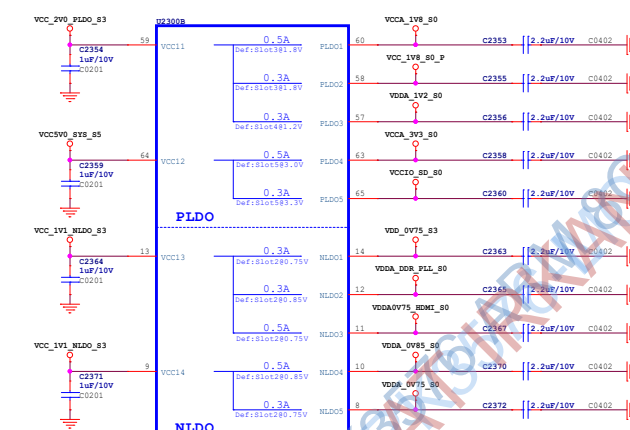 VCC_2V0_PLDO_S3
U2300B
VCCA_1V8_S0
59
VCC11
0.5A
Def:Slot3@1.8V
PLDO1
60
C2353
2.2uF/10V
C0402
C2354
1uF/10V
C0201
VCC_1V8_S0_P
0.3A
Def:Slot3@1.8V
PLDO2
58
C2355
2.2uF/10V
C0402
VDDA_1V2_S0
0.3A
Def:Slot4@1.2V
PLDO3
57
C2356
2.2uF/10V
C0402
VCC5V0_SYS_S5
VCCA_3V3_S0
64
VCC12
0.5A
Def:Slot5@3.0V
PLDO4
63
C2358
2.2uF/10V
C0402
C2359
1uF/10V
C0201
VCCIO_SD_S0
0.3A
Def:Slot5@3.3V
PLDO5
65
C2360
2.2uF/10V
C0402
PLDO
VCC_1V1_NLDO_S3
VDD_0V75_S3
13
VCC13
0.3A
Def:Slot2@0.75V
NLDO1
14
C2363
2.2uF/10V
C0402
C2364
1uF/10V
C0201
VDDA_DDR_PLL_S0
0.3A
Def:Slot2@0.85V
NLDO2
12
C2365
2.2uF/10V
C0402
VDDA0V75_HDMI_S0
0.5A
Def:Slot2@0.75V
NLDO3
11
C2367
2.2uF/10V
C0402
VCC_1V1_NLDO_S3
VDDA_0V85_S0
9
VCC14
0.5A
Def:Slot2@0.85V
NLDO4
10
C2370
2.2uF/10V
C0402
C2371
1uF/10V
C0201
VDDA_0V75_S0
0.3A
Def:Slot2@0.75V
NLDO5
8
C2372
2.2uF/10V
C0402
NLDO